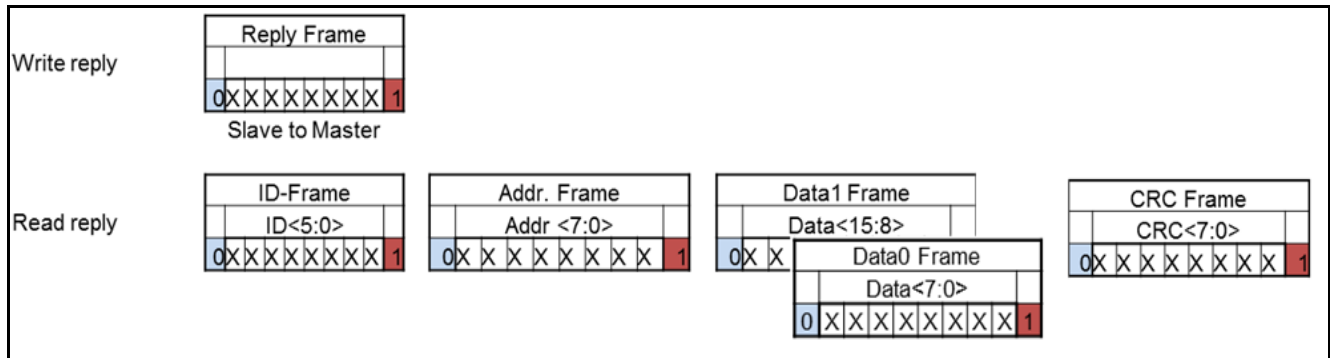 Write reply
Reply Frame
0XXXXXXXX1
Slave to Master
Read reply
ID-Frame
ID<5:0>
0XXXXXXXX1
Addr. Frame
Addr <7:0>
0X X X X X X X X 1
Data1 Frame
Data<15:8>
0X X
Data0 Frame
Data<7:0>
0 X X X X X X X X 1
CRC Frame
CRC<7:0>
0X X X X X X X X 1